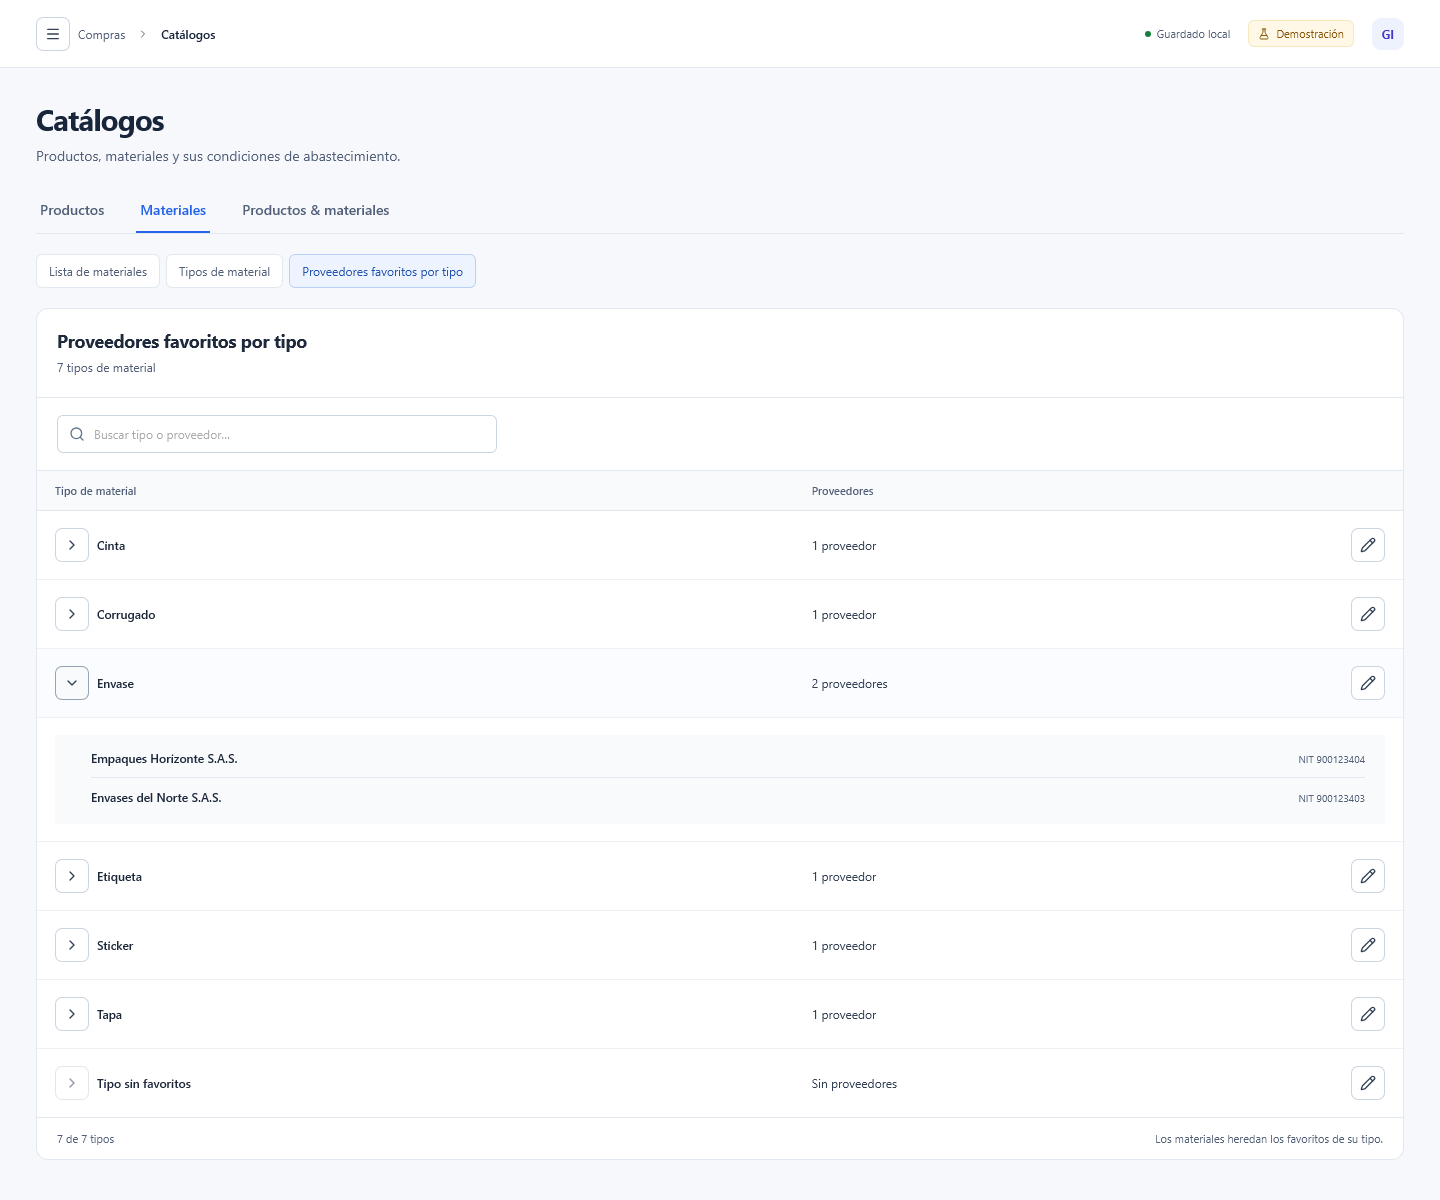 Compras > Catálogos
Guardado local
Demostración
GI
Catálogos
Productos, materiales y sus condiciones de abastecimiento.
Productos
Materiales
Productos & materiales
Lista de materiales
Tipos de material
Proveedores favoritos por tipo
Proveedores favoritos por tipo
7 tipos de material
Buscar tipo o proveedor...
Tipo de material
Proveedores
Cinta
1 proveedor
Corrugado
1 proveedor
Envase
2 proveedores
Empaques Horizonte S.A.S.
NIT 900123404
Envases del Norte S.A.S.
NIT 900123403
Etiqueta
1 proveedor
Sticker
1 proveedor
Tapa
1 proveedor
Tipo sin favoritos
Sin proveedores
7 de 7 tipos
Los materiales heredan los favoritos de su tipo.